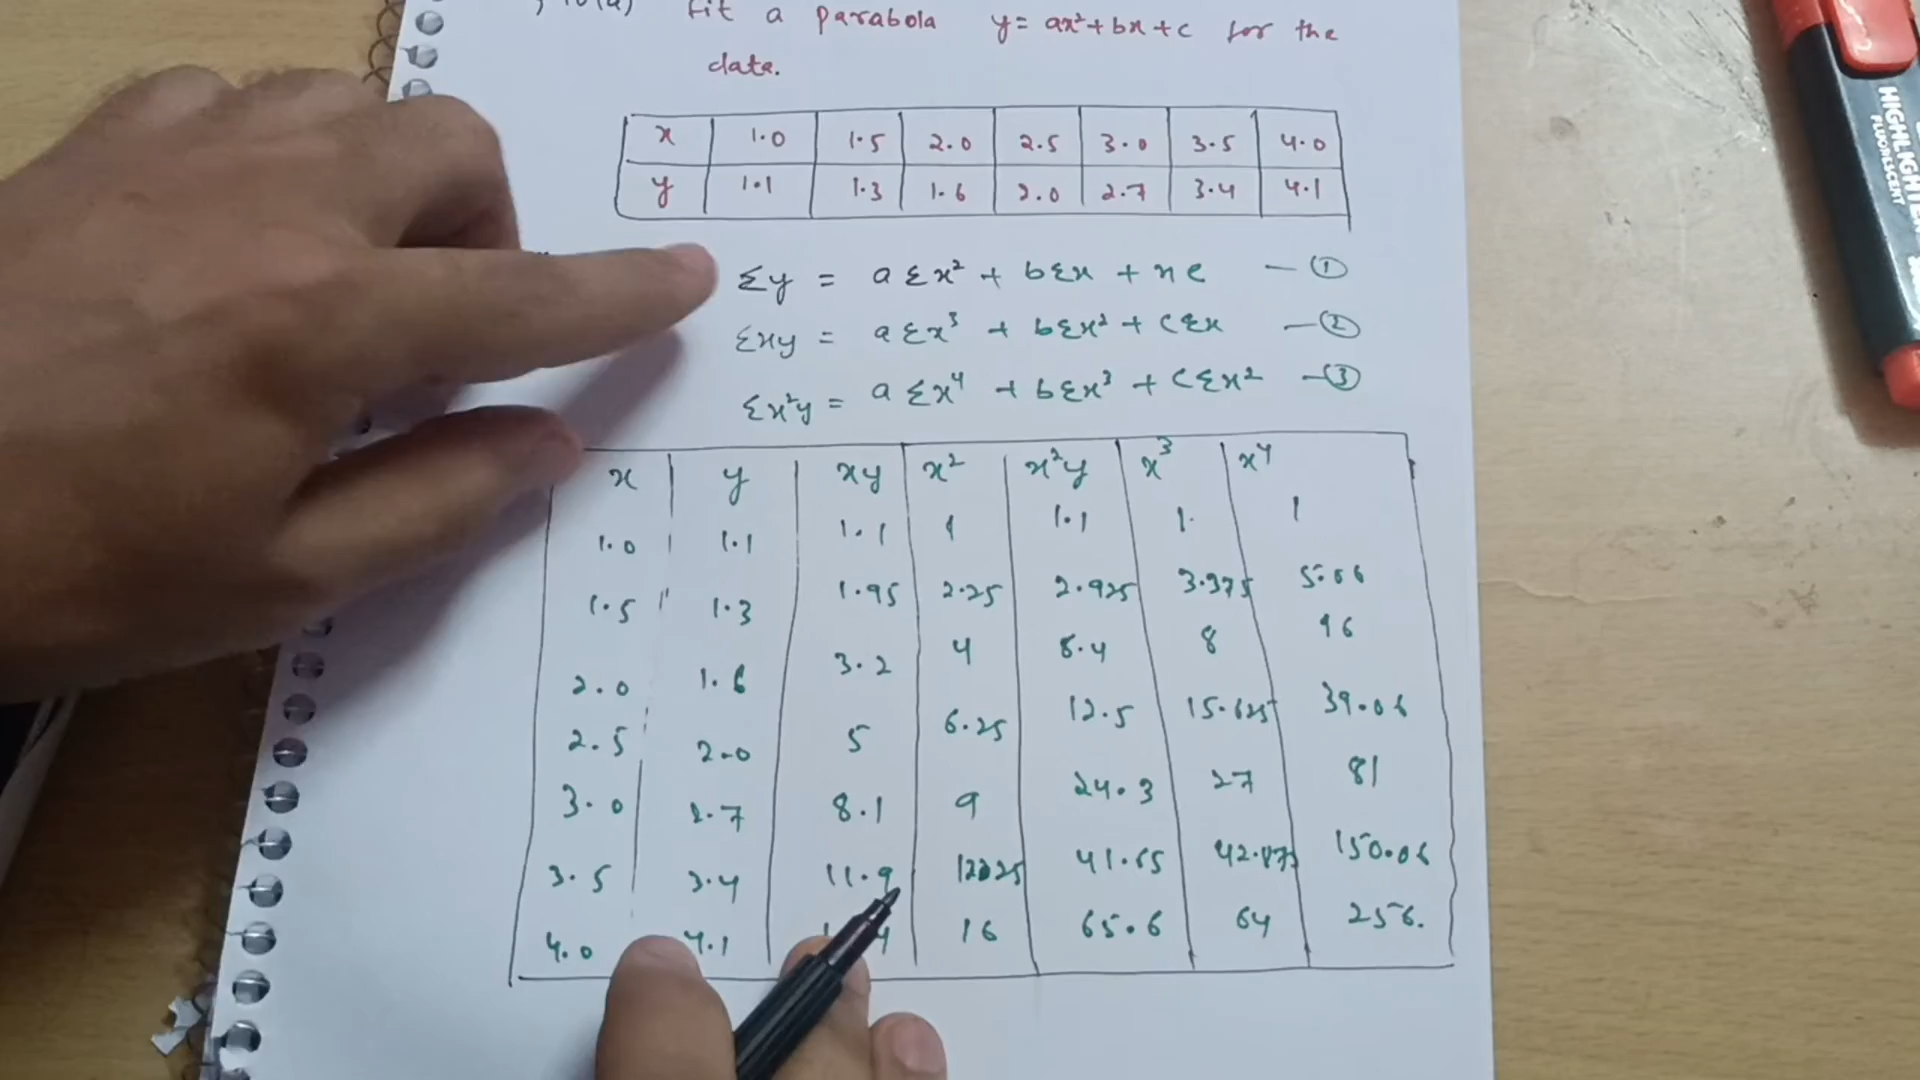 Fit a parabola y = ax² + bx + c for the
data.
x 1.0 1.5 2.0 2.5 3.0 3.5 4.0
y 1.1 1.3 1.6 2.0 2.7 3.4 4.1
Σy = aΣx² + bΣx + nc — ①
Σxy = aΣx³ + bΣx² + cΣx — ②
Σx²y = aΣx⁴ + bΣx³ + cΣx² — ③
x y xy x² x²y x³ x⁴
1.0 1.1 1.1 1 1.1 1. 1
1.5 1.3 1.95 2.25 2.925 3.375 5.06
2.0 1.6 3.2 4 6.4 8 16
2.5 2.0 5 6.25 12.5 15.625 39.06
3.0 2.7 8.1 9 24.3 27 81
3.5 3.4 11.9 12.25 41.65 42.875 150.06
4.0 4.1 16 65.6 64 256.
HIGHLIGHTER
FLUORESCENT